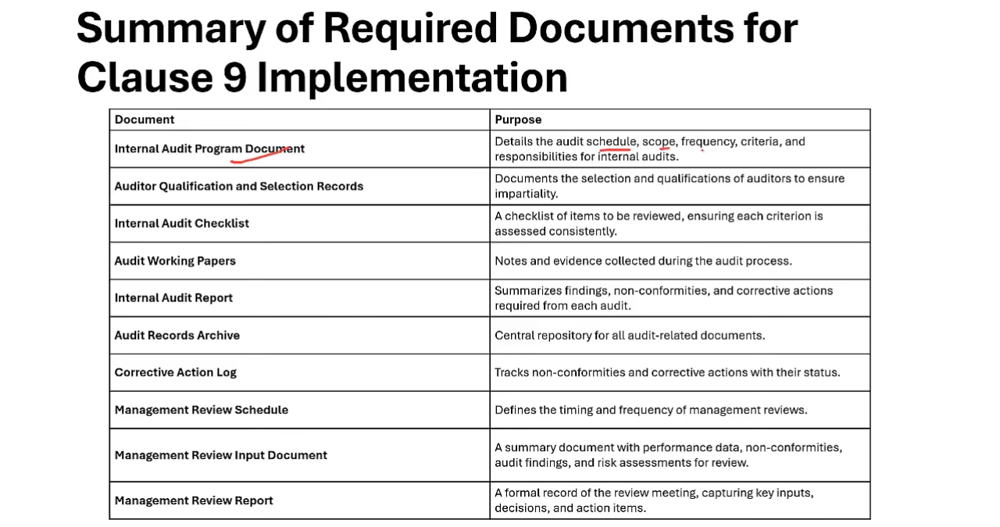 Summary of Required Documents for
Clause 9 Implementation
Document
Purpose
Internal Audit Program Document
Details the audit schedule, scope, frequency, criteria, and
responsibilities for internal audits.
Auditor Qualification and Selection Records
Documents the selection and qualifications of auditors to ensure
impartiality.
Internal Audit Checklist
A checklist of items to be reviewed, ensuring each criterion is
assessed consistently.
Audit Working Papers
Notes and evidence collected during the audit process.
Internal Audit Report
Summarizes findings, non-conformities, and corrective actions
required from each audit.
Audit Records Archive
Central repository for all audit-related documents.
Corrective Action Log
Tracks non-conformities and corrective actions with their status.
Management Review Schedule
Defines the timing and frequency of management reviews.
Management Review Input Document
A summary document with performance data, non-conformities,
audit findings, and risk assessments for review.
Management Review Report
A formal record of the review meeting, capturing key inputs,
decisions, and action items.